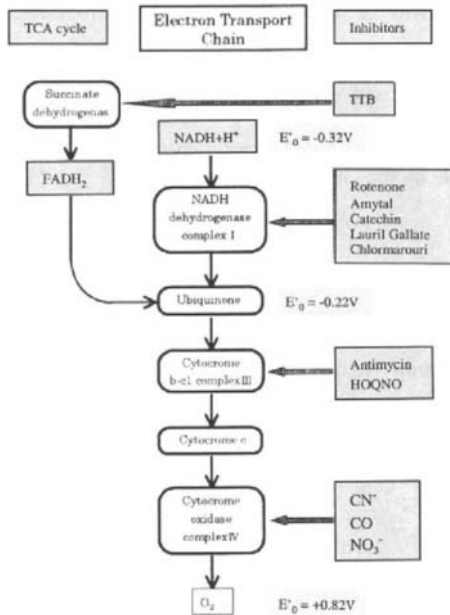 TCA cycle
Electron Transport
Chain
Inhibitors
Succinate
dehydrogenas
TTB
NADH+H⁺
E'₀ = -0.32V
FADH₂
NADH
dehydrogenase
complex I
Rotenone
Amytal
Catechin
Lauril Gallate
Chlormarouri
Ubiquinone
E'₀ = -0.22V
Cytocrome
b-c1 complexIII
Antimycin
HOQNO
Cytocrome c
Cytocrome
oxidase
complexIV
CN⁻
CO
NO₃⁻
O₂
E'₀ = +0.82V